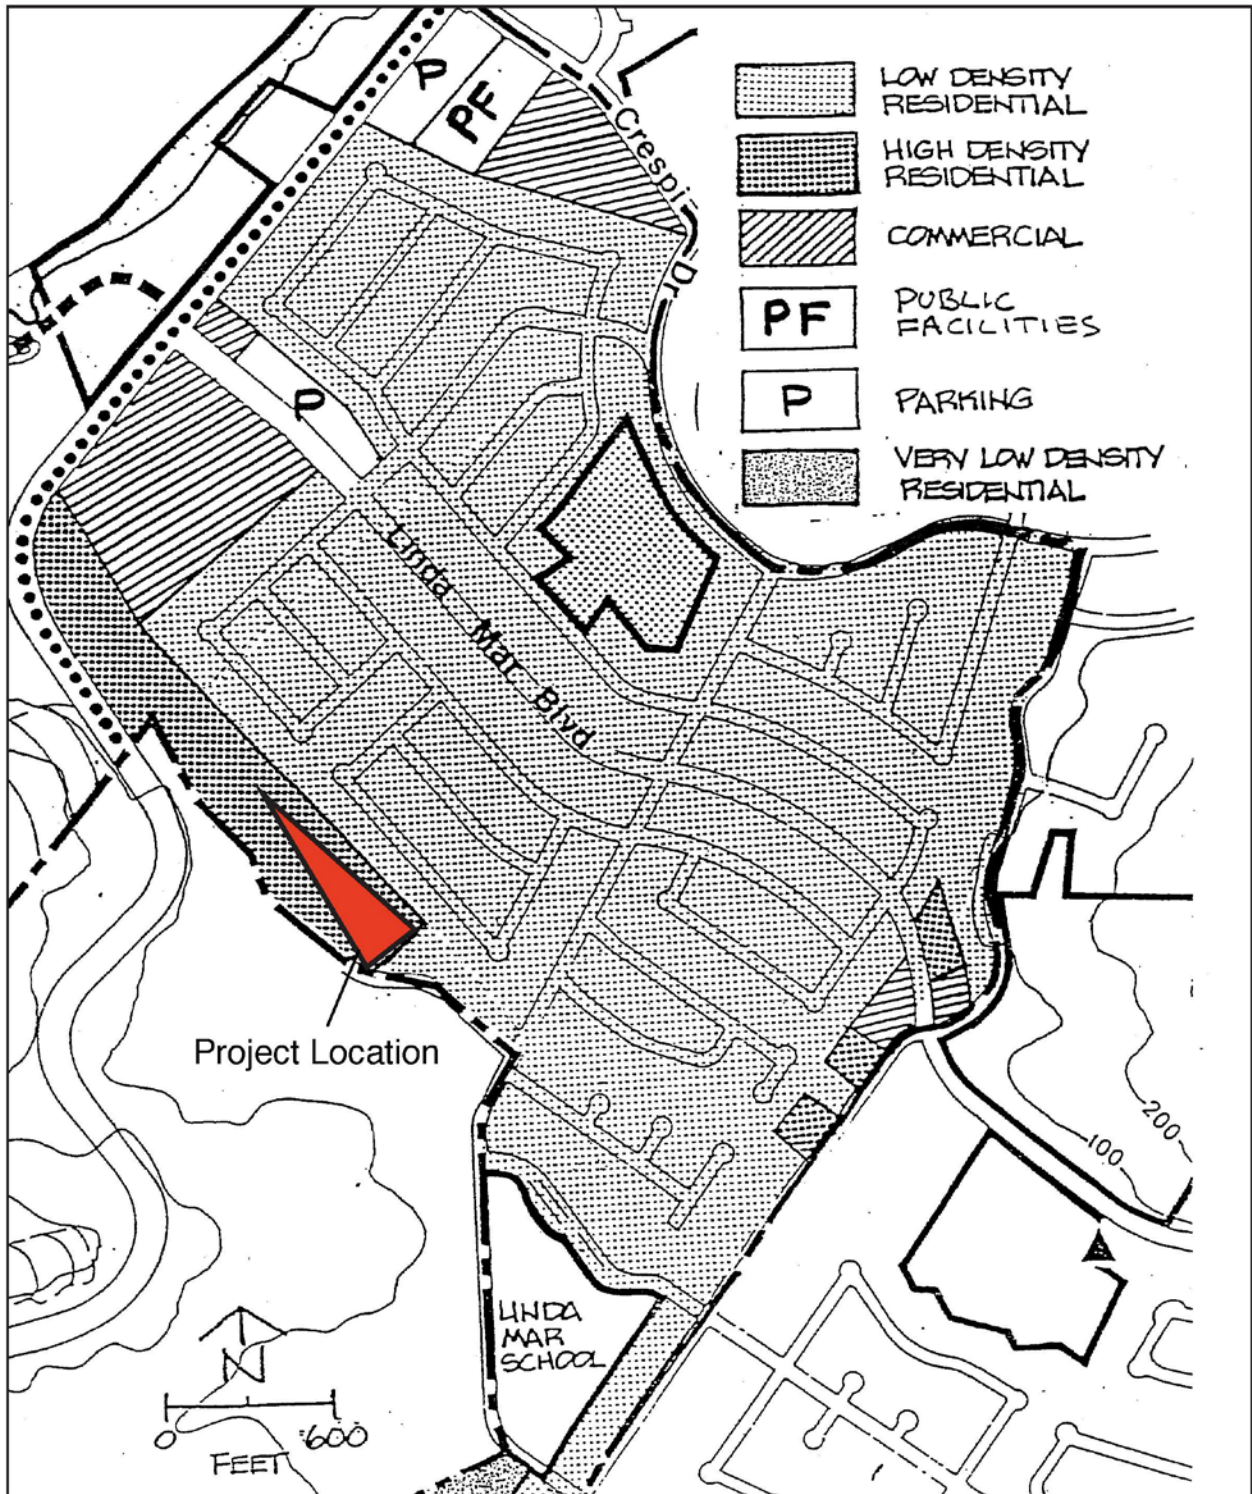 P
PF
Crespi Dr
LOW DENSITY
RESIDENTIAL
HIGH DENSITY
RESIDENTIAL
COMMERCIAL
PF
PUBLIC
FACILITIES
P
PARKING
VERY LOW DENSITY
RESIDENTIAL
P
Linda Mar Blvd
Project Location
200
100
LINDA
MAR
SCHOOL
N
0 600
FEET